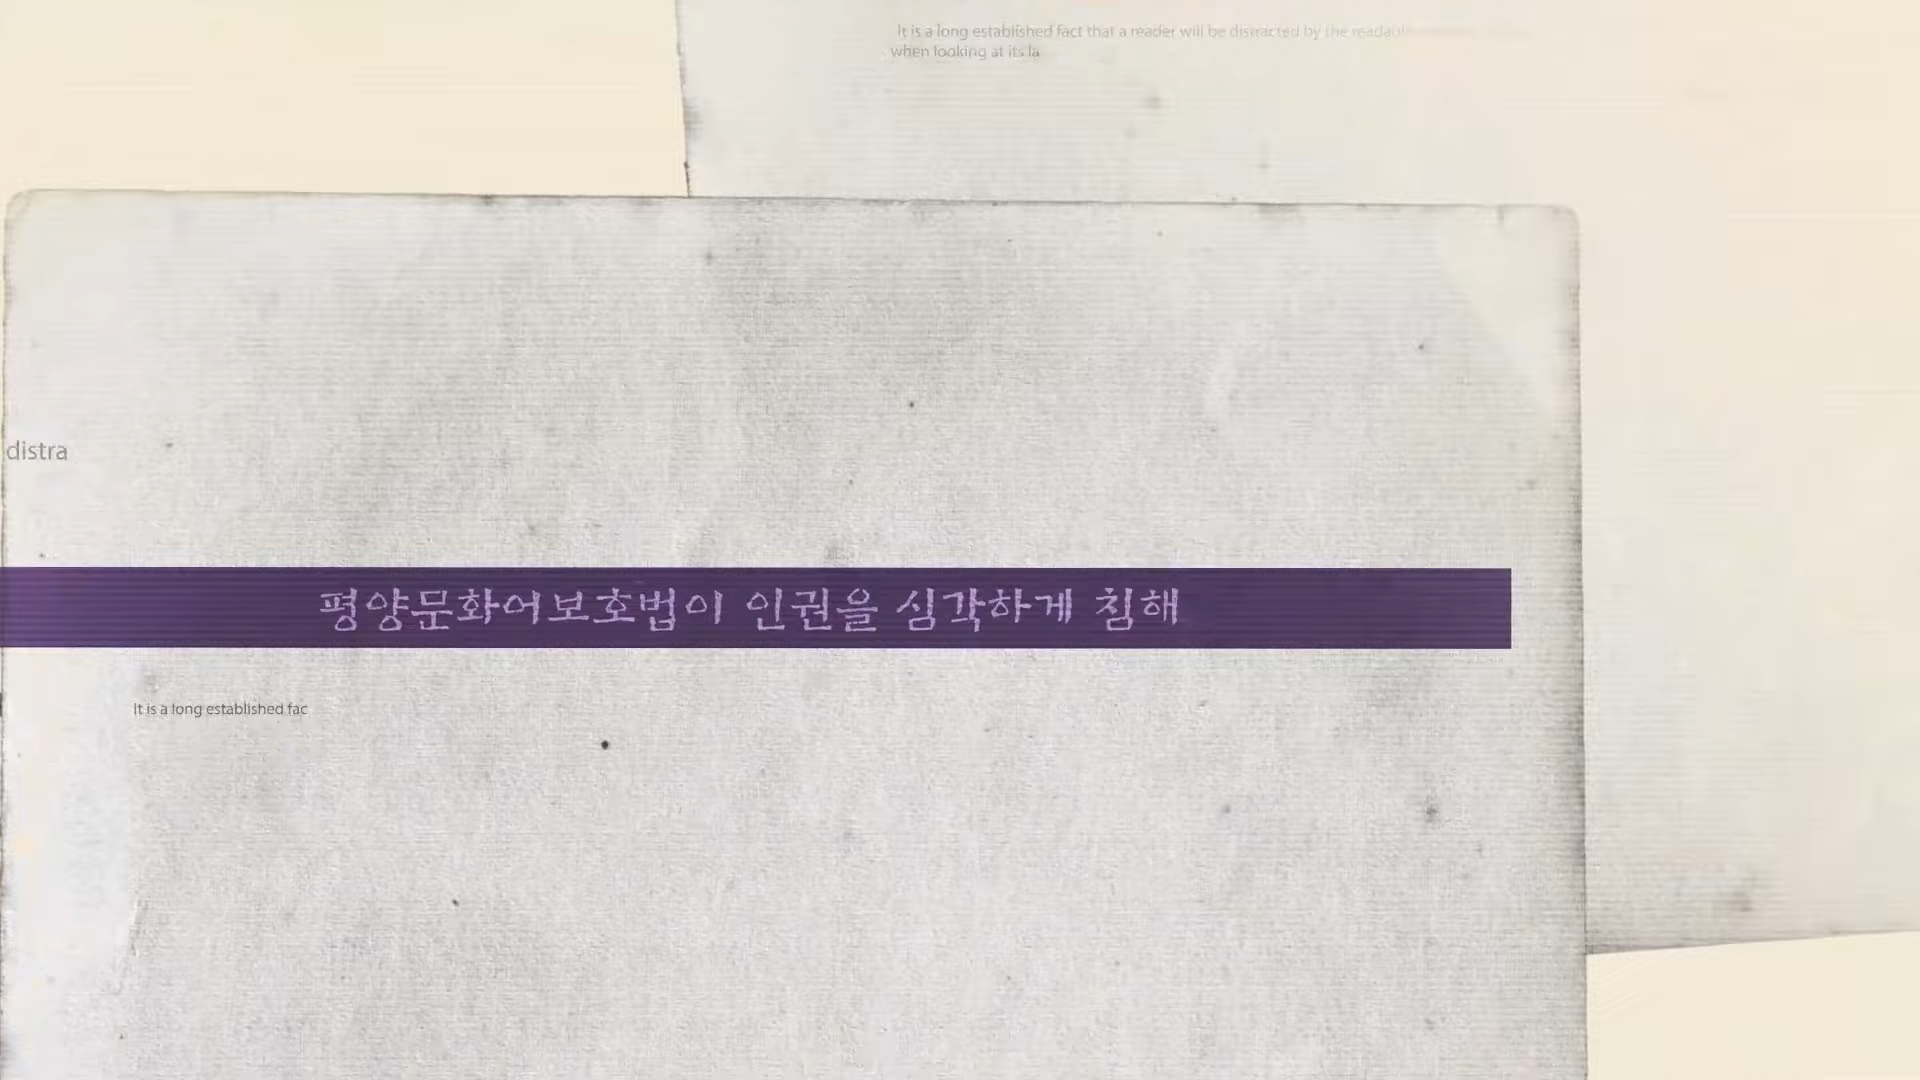 It is a long established fact that a reader will be distracted by the
when looking at its la
distra
평양문화어보호법이 인권을 심각하게 침해
It is a long established fac